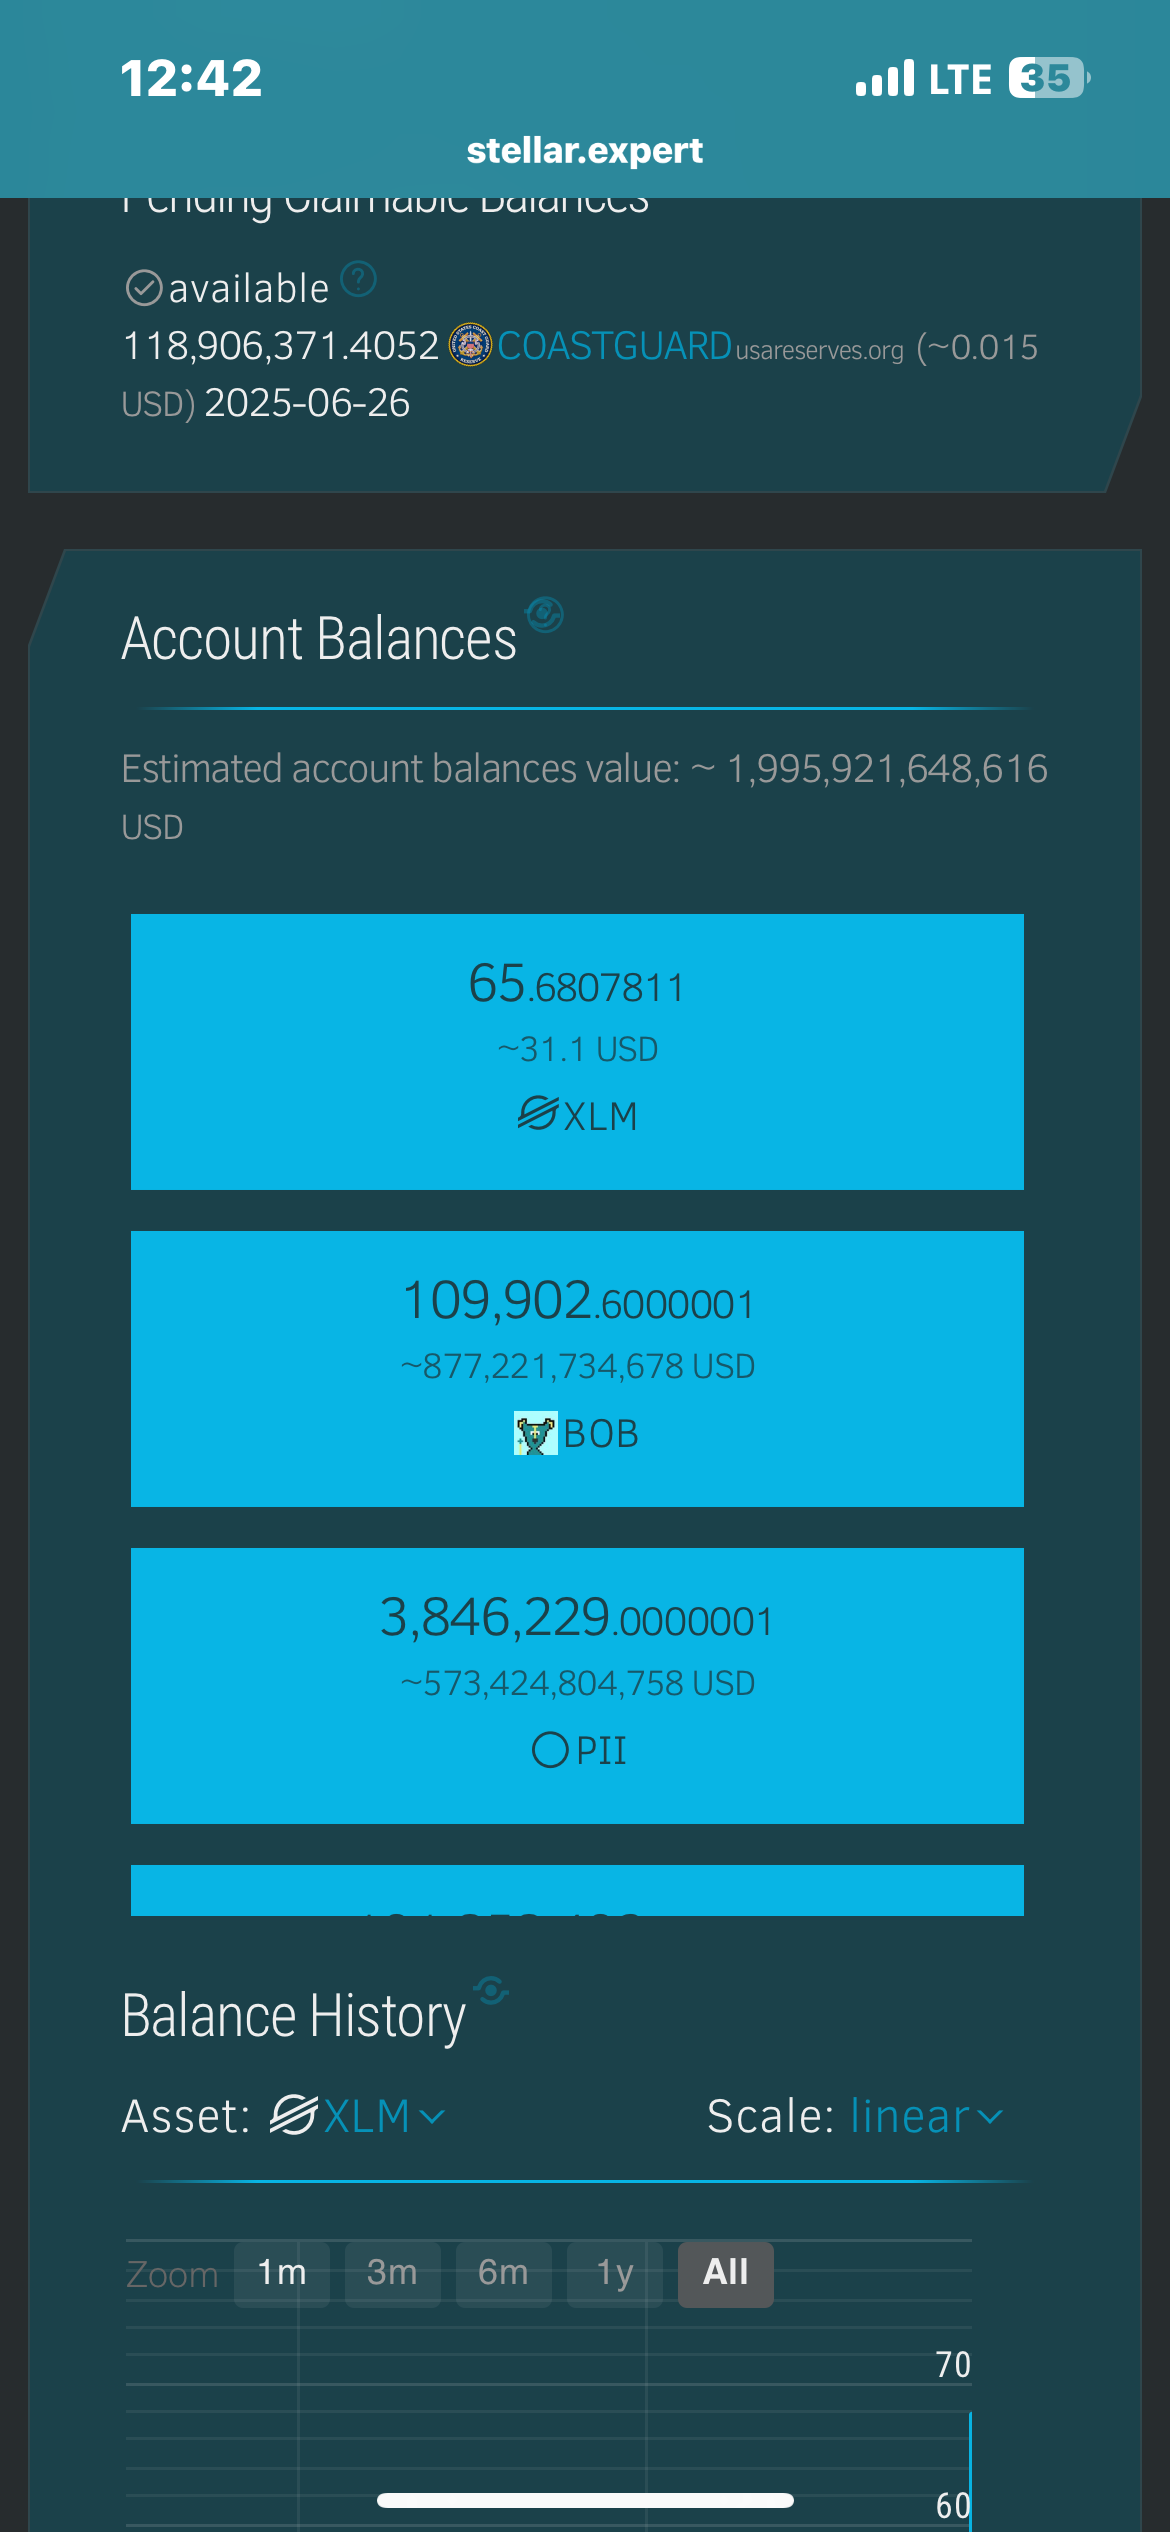 12:42
LTE 35
stellar.expert
Pending Claimable Balances
available ?
118,906,371.4052 COASTGUARD usareserves.org (~0.015
USD) 2025-06-26
Account Balances
Estimated account balances value: ~ 1,995,921,648,616
USD
65.6807811
~31.1 USD
XLM
109,902.6000001
~877,221,734,678 USD
BOB
3,846,229.0000001
~573,424,804,758 USD
PII
Balance History
Asset: XLM
Scale: linear
Zoom 1m 3m 6m 1y All
70
60